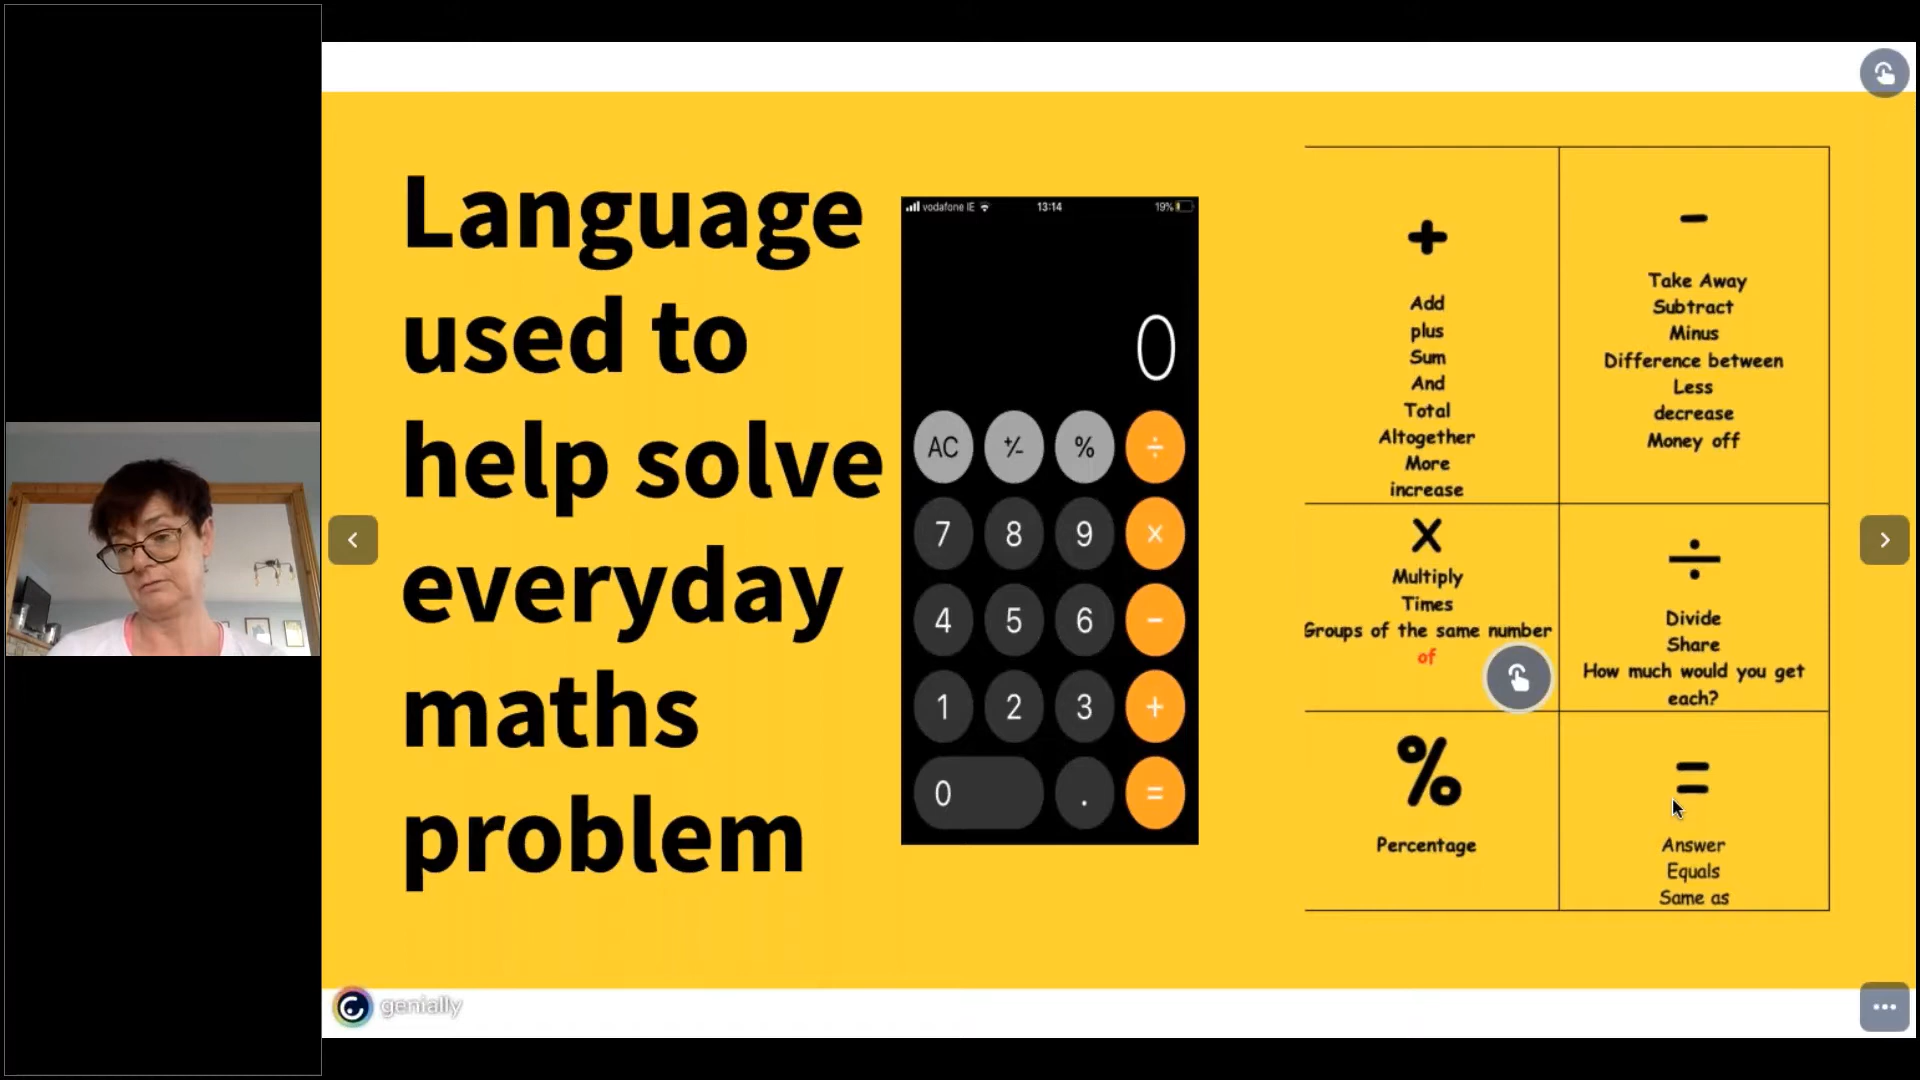 Language
used to
help solve
everyday
maths
problem
vodafone IE
13:14
19%
0
AC +/- % ÷
7 8 9 ×
4 5 6 −
1 2 3 +
0 . =
+
Add
plus
Sum
And
Total
Altogether
More
increase
−
Take Away
Subtract
Minus
Difference between
Less
decrease
Money off
×
Multiply
Times
Groups of the same number
of
÷
Divide
Share
How much would you get
each?
%
Percentage
=
Answer
Equals
Same as
genially